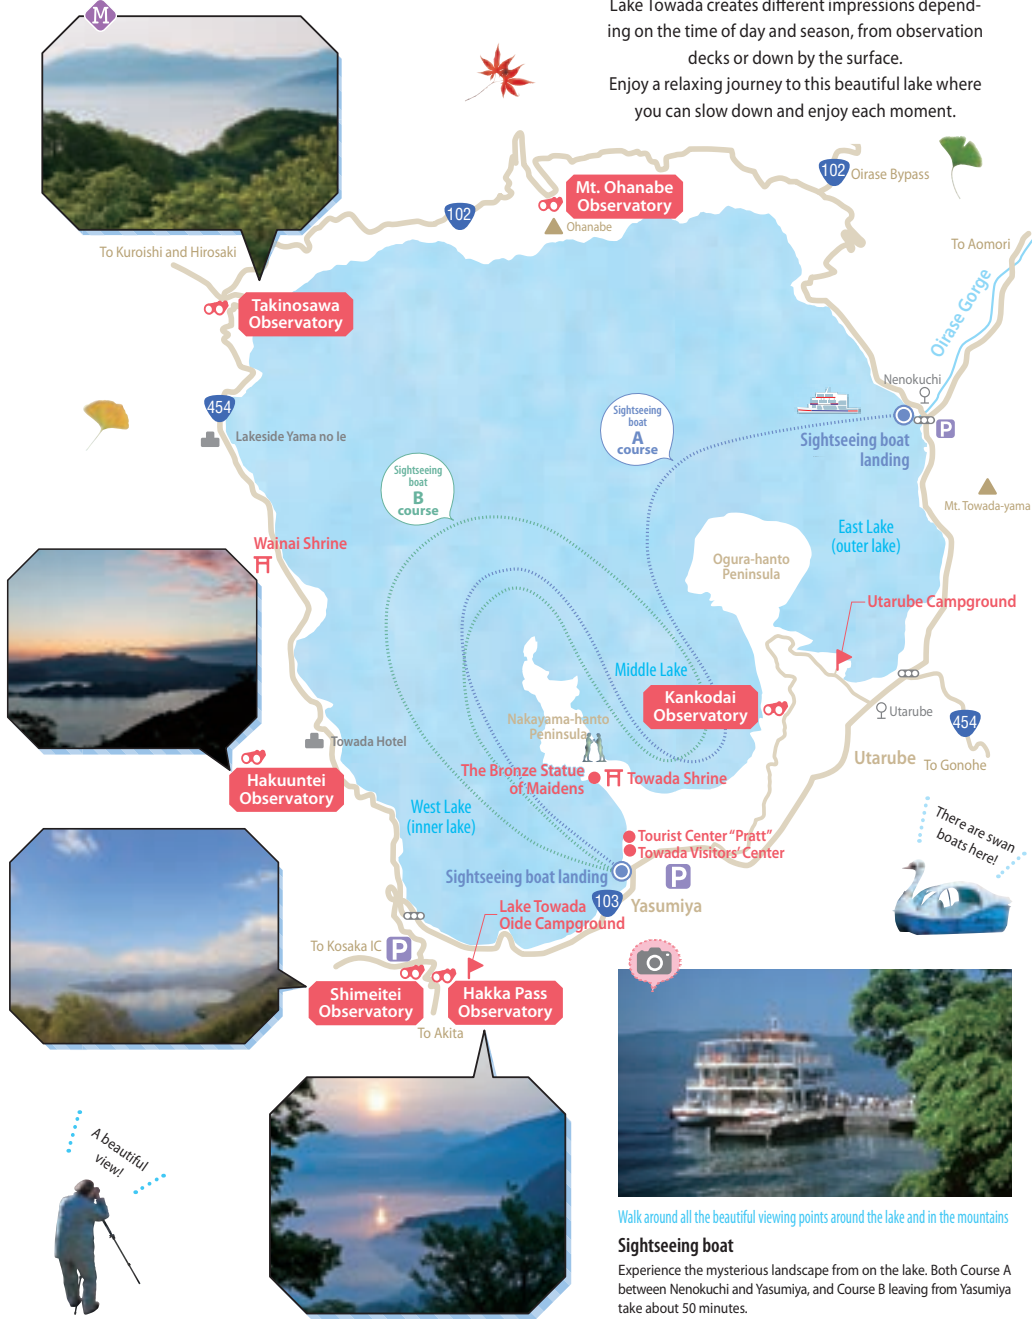 M
Lake Towada creates different impressions depend-
ing on the time of day and season, from observation
decks or down by the surface.
Enjoy a relaxing journey to this beautiful lake where
you can slow down and enjoy each moment.
102
Oirase Bypass
Mt. Ohanabe
Observatory
102
Ohanabe
To Aomori
To Kuroishi and Hirosaki
Takinosawa
Observatory
Oirase Gorge
Nenokuchi
454
Sightseeing
boat
A
course
P
Lakeside Yama no Ie
Sightseeing boat
landing
Sightseeing
boat
B
course
Mt. Towada-yama
East Lake
(outer lake)
Wainai Shrine
Ogura-hanto
Peninsula
Utarube Campground
Middle Lake
Kankodai
Observatory
Nakayama-hanto
Peninsula
Utarube
454
Towada Hotel
Utarube
To Gonohe
The Bronze Statue
of Maidens
Towada Shrine
Hakuuntei
Observatory
West Lake
(inner lake)
There are swan
boats here!
Tourist Center “Pratt”
Towada Visitors’ Center
Sightseeing boat landing
P
103
Yasumiya
Lake Towada
Oide Campground
To Kosaka IC
P
Shimeitei
Observatory
Hakka Pass
Observatory
To Akita
A beautiful
view!
Walk around all the beautiful viewing points around the lake and in the mountains
Sightseeing boat
Experience the mysterious landscape from on the lake. Both Course A
between Nenokuchi and Yasumiya, and Course B leaving from Yasumiya
take about 50 minutes.